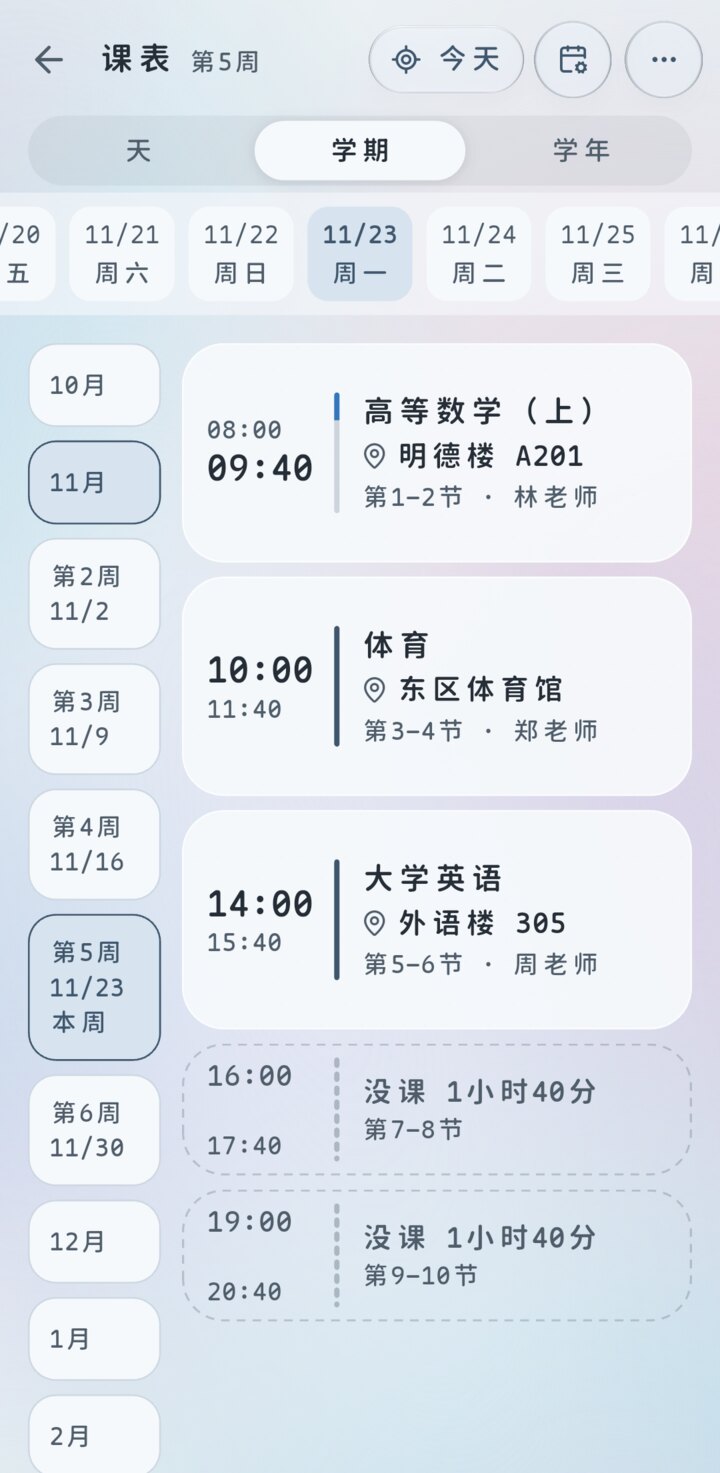 课表 第5周 今天
天 学期 学年
/20 11/21 11/22 11/23 11/24 11/25 11/
五 周六 周日 周一 周二 周三 周
10月
11月
第2周
11/2
第3周
11/9
第4周
11/16
第5周
11/23
本周
第6周
11/30
12月
1月
2月
08:00
09:40
高等数学（上）
明德楼 A201
第1-2节 · 林老师
10:00
11:40
体育
东区体育馆
第3-4节 · 郑老师
14:00
15:40
大学英语
外语楼 305
第5-6节 · 周老师
16:00
17:40
没课 1小时40分
第7-8节
19:00
20:40
没课 1小时40分
第9-10节